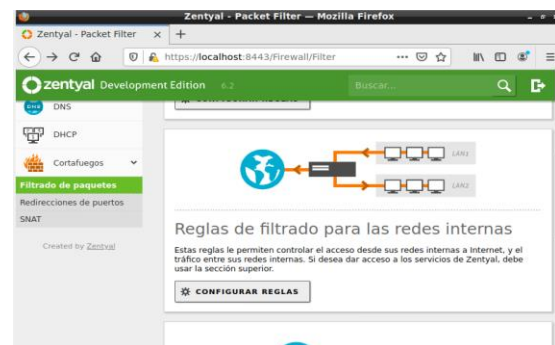 Zentyal - Packet Filter — Mozilla Firefox
Zentyal - Packet Filter
https://localhost:8443/Firewall/Filter
zentyal Development Edition 6.2
Buscar...
DNS
DHCP
Cortafuegos
Filtrado de paquetes
Redirecciones de puertos
SNAT
Created by Zentyal
LAN1
LAN2
Reglas de filtrado para las redes internas
Estas reglas le permiten controlar el acceso desde sus redes internas a Internet, y el
tráfico entre sus redes internas. Si desea dar acceso a los servicios de Zentyal, debe
usar la sección superior.
CONFIGURAR REGLAS